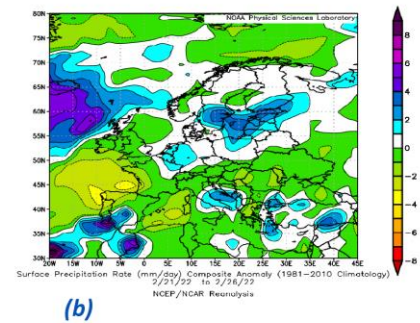 NOAA Physical Sciences Laboratory
80N
75N
70N
65N
60N
55N
50N
45N
40N
35N
30N
20W 15W 10W 5W 0 5E 10E 15E 20E 25E 30E 35E 40E 45E
8
6
4
2
0
-2
-4
-6
-8
Surface Precipitation Rate (mm/day) Composite Anomaly (1981-2010 Climatology)
2/21/22 to 2/26/22
NCEP/NCAR Reanalysis
(b)